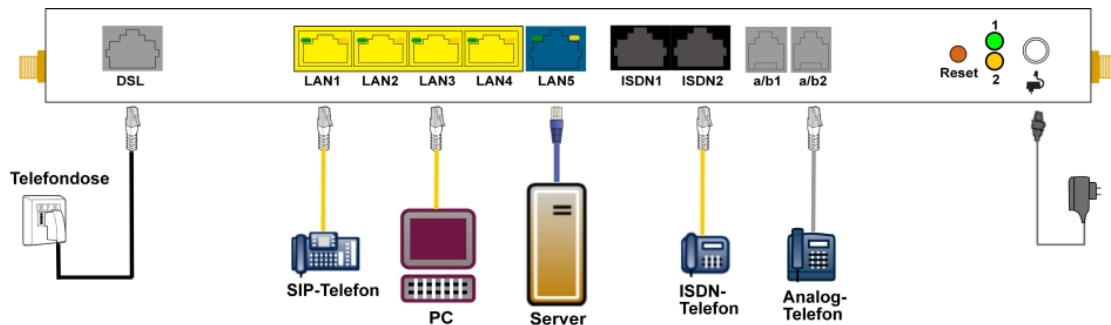 DSL
LAN1
LAN2
LAN3
LAN4
LAN5
ISDN1
ISDN2
a/b1
a/b2
Reset
1
2
Telefondose
SIP-Telefon
PC
Server
ISDN-
Telefon
Analog-
Telefon